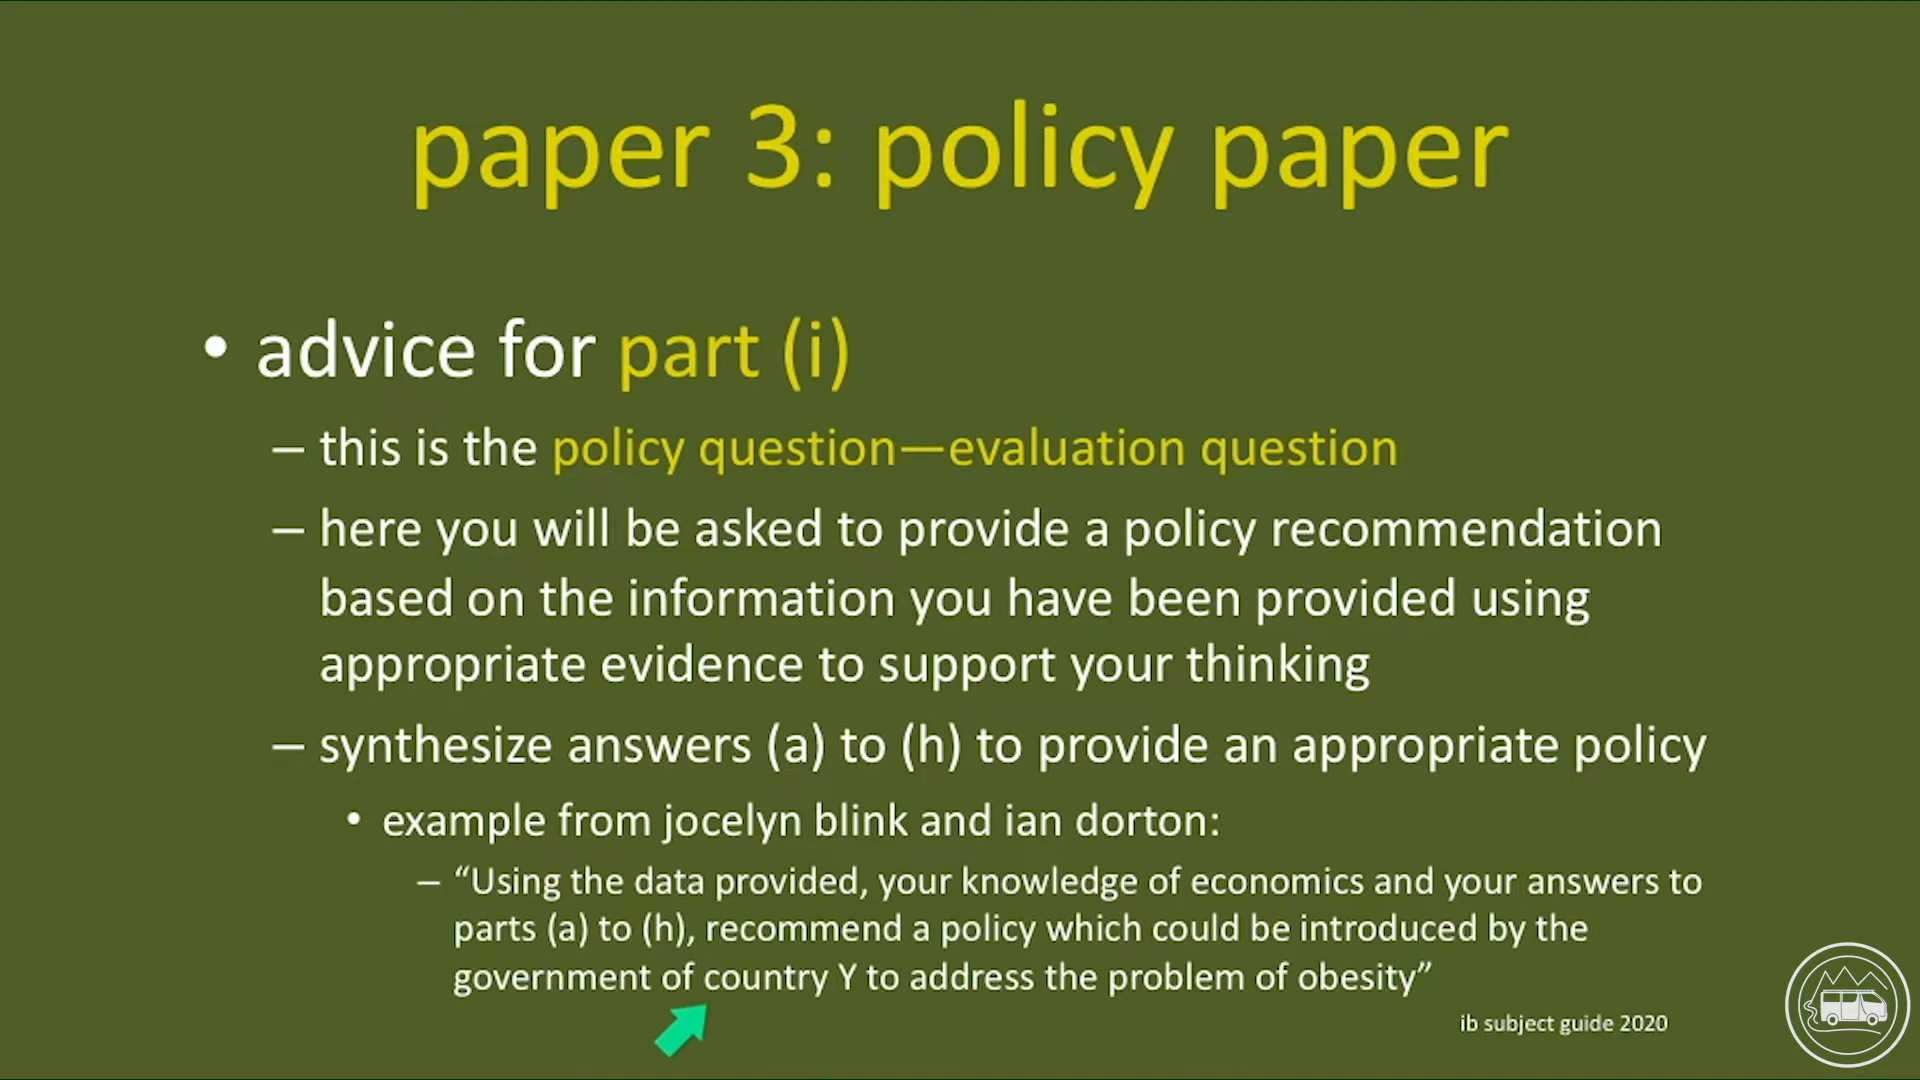 paper 3: policy paper
• advice for part (i)
– this is the policy question—evaluation question
– here you will be asked to provide a policy recommendation
based on the information you have been provided using
appropriate evidence to support your thinking
– synthesize answers (a) to (h) to provide an appropriate policy
• example from jocelyn blink and ian dorton:
– “Using the data provided, your knowledge of economics and your answers to
parts (a) to (h), recommend a policy which could be introduced by the
government of country Y to address the problem of obesity”
ib subject guide 2020